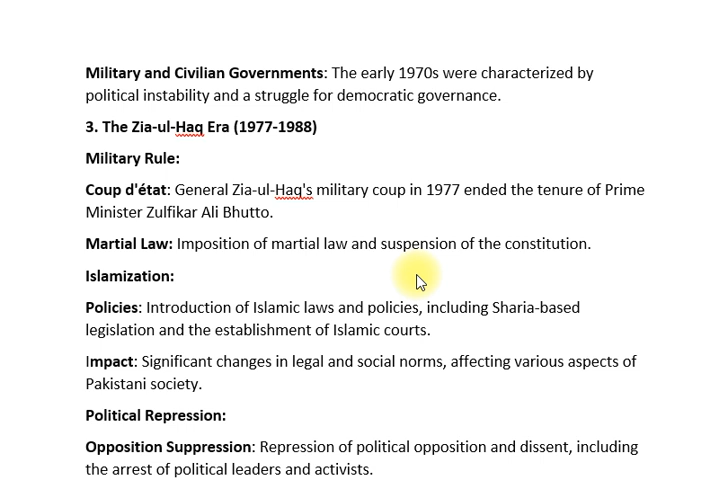 Military and Civilian Governments: The early 1970s were characterized by
political instability and a struggle for democratic governance.
3. The Zia-ul-Haq Era (1977-1988)
Military Rule:
Coup d'état: General Zia-ul-Haq's military coup in 1977 ended the tenure of Prime
Minister Zulfikar Ali Bhutto.
Martial Law: Imposition of martial law and suspension of the constitution.
Islamization:
Policies: Introduction of Islamic laws and policies, including Sharia-based
legislation and the establishment of Islamic courts.
Impact: Significant changes in legal and social norms, affecting various aspects of
Pakistani society.
Political Repression:
Opposition Suppression: Repression of political opposition and dissent, including
the arrest of political leaders and activists.